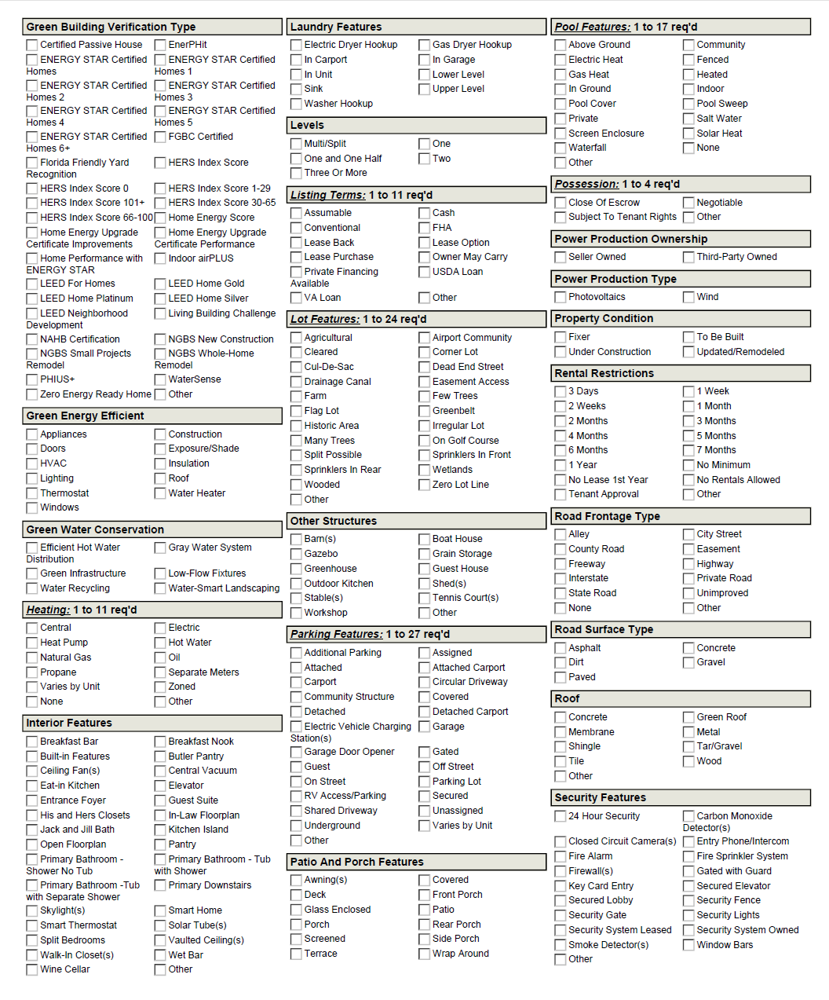 Green Building Verification Type
Certified Passive House EnerPHit
ENERGY STAR Certified Homes ENERGY STAR Certified Homes 1
ENERGY STAR Certified Homes 2 ENERGY STAR Certified Homes 3
ENERGY STAR Certified Homes 4 ENERGY STAR Certified Homes 5
ENERGY STAR Certified Homes 6+ FGBC Certified
Florida Friendly Yard Recognition HERS Index Score
HERS Index Score 0 HERS Index Score 1-29
HERS Index Score 101+ HERS Index Score 30-65
HERS Index Score 66-100 Home Energy Score
Home Energy Upgrade Certificate Improvements Home Energy Upgrade Certificate Performance
Home Performance with ENERGY STAR Indoor airPLUS
LEED For Homes LEED Home Gold
LEED Home Platinum LEED Home Silver
LEED Neighborhood Development Living Building Challenge
NAHB Certification NGBS New Construction
NGBS Small Projects Remodel NGBS Whole-Home Remodel
PHIUS+ WaterSense
Zero Energy Ready Home Other
Green Energy Efficient
Appliances Construction
Doors Exposure/Shade
HVAC Insulation
Lighting Roof
Thermostat Water Heater
Windows
Green Water Conservation
Efficient Hot Water Distribution Gray Water System
Green Infrastructure Low-Flow Fixtures
Water Recycling Water-Smart Landscaping
Heating: 1 to 11 req'd
Central Electric
Heat Pump Hot Water
Natural Gas Oil
Propane Separate Meters
Varies by Unit Zoned
None Other
Interior Features
Breakfast Bar Breakfast Nook
Built-in Features Butler Pantry
Ceiling Fan(s) Central Vacuum
Eat-in Kitchen Elevator
Entrance Foyer Guest Suite
His and Hers Closets In-Law Floorplan
Jack and Jill Bath Kitchen Island
Open Floorplan Pantry
Primary Bathroom - Shower No Tub Primary Bathroom - Tub with Shower
Primary Bathroom -Tub with Separate Shower Primary Downstairs
Skylight(s) Smart Home
Smart Thermostat Solar Tube(s)
Split Bedrooms Vaulted Ceiling(s)
Walk-In Closet(s) Wet Bar
Wine Cellar Other
Laundry Features
Electric Dryer Hookup Gas Dryer Hookup
In Carport In Garage
In Unit Lower Level
Sink Upper Level
Washer Hookup
Levels
Multi/Split One
One and One Half Two
Three Or More
Listing Terms: 1 to 11 req'd
Assumable Cash
Conventional FHA
Lease Back Lease Option
Lease Purchase Owner May Carry
Private Financing Available USDA Loan
VA Loan Other
Lot Features: 1 to 24 req'd
Agricultural Airport Community
Cleared Corner Lot
Cul-De-Sac Dead End Street
Drainage Canal Easement Access
Farm Few Trees
Flag Lot Greenbelt
Historic Area Irregular Lot
Many Trees On Golf Course
Split Possible Sprinklers In Front
Sprinklers In Rear Wetlands
Wooded Zero Lot Line
Other
Other Structures
Barn(s) Boat House
Gazebo Grain Storage
Greenhouse Guest House
Outdoor Kitchen Shed(s)
Stable(s) Tennis Court(s)
Workshop Other
Parking Features: 1 to 27 req'd
Additional Parking Assigned
Attached Attached Carport
Carport Circular Driveway
Community Structure Covered
Detached Detached Carport
Electric Vehicle Charging Station(s) Garage
Garage Door Opener Gated
Guest Off Street
On Street Parking Lot
RV Access/Parking Secured
Shared Driveway Unassigned
Underground Varies by Unit
Other
Patio And Porch Features
Awning(s) Covered
Deck Front Porch
Glass Enclosed Patio
Porch Rear Porch
Screened Side Porch
Terrace Wrap Around
Pool Features: 1 to 17 req'd
Above Ground Community
Electric Heat Fenced
Gas Heat Heated
In Ground Indoor
Pool Cover Pool Sweep
Private Salt Water
Screen Enclosure Solar Heat
Waterfall None
Other
Possession: 1 to 4 req'd
Close Of Escrow Negotiable
Subject To Tenant Rights Other
Power Production Ownership
Seller Owned Third-Party Owned
Power Production Type
Photovoltaics Wind
Property Condition
Fixer To Be Built
Under Construction Updated/Remodeled
Rental Restrictions
3 Days 1 Week
2 Weeks 1 Month
2 Months 3 Months
4 Months 5 Months
6 Months 7 Months
1 Year No Minimum
No Lease 1st Year No Rentals Allowed
Tenant Approval Other
Road Frontage Type
Alley City Street
County Road Easement
Freeway Highway
Interstate Private Road
State Road Unimproved
None Other
Road Surface Type
Asphalt Concrete
Dirt Gravel
Paved
Roof
Concrete Green Roof
Membrane Metal
Shingle Tar/Gravel
Tile Wood
Other
Security Features
24 Hour Security Carbon Monoxide Detector(s)
Closed Circuit Camera(s) Entry Phone/Intercom
Fire Alarm Fire Sprinkler System
Firewall(s) Gated with Guard
Key Card Entry Secured Elevator
Secured Lobby Security Fence
Security Gate Security Lights
Security System Leased Security System Owned
Smoke Detector(s) Window Bars
Other